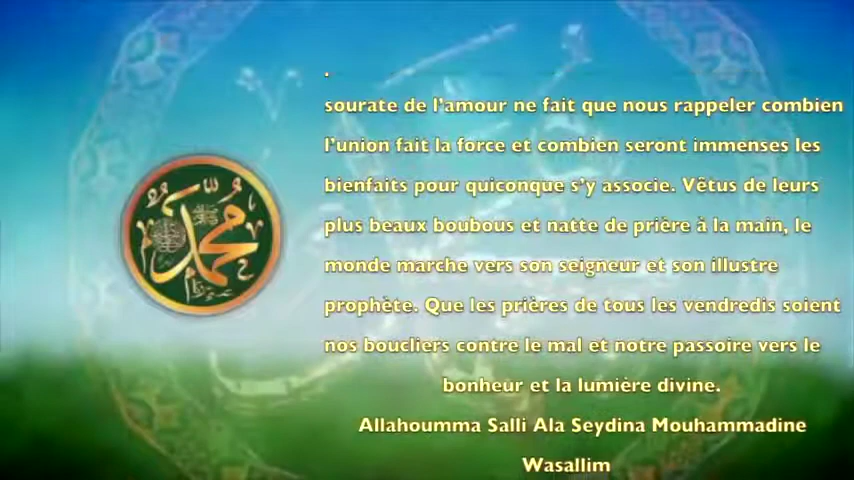 .
sourate de l'amour ne fait que nous rappeler combien
l'union fait la force et combien seront immenses les
bienfaits pour quiconque s'y associe. Vêtus de leurs
plus beaux boubous et natte de prière à la main, le
monde marche vers son seigneur et son illustre
prophète. Que les prières de tous les vendredis soient
nos boucliers contre le mal et notre passoire vers le
bonheur et la lumière divine.
Allahoumma Salli Ala Seydina Mouhammadine
Wasallim
محمد